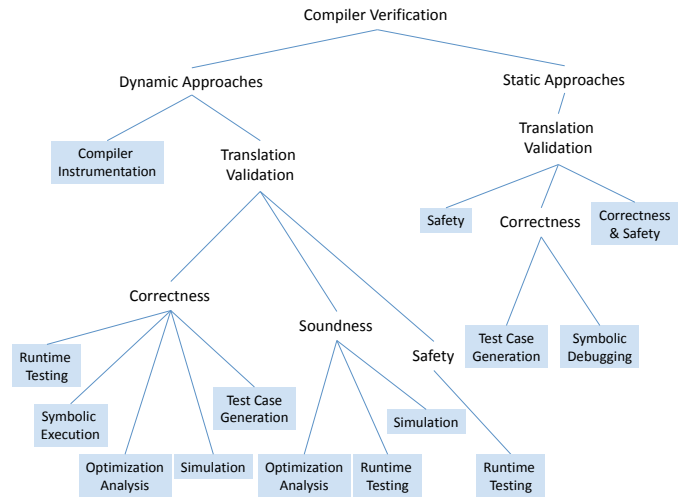 Compiler Verification
Dynamic Approaches
Static Approaches
Compiler
Instrumentation
Translation
Validation
Translation
Validation
Safety
Correctness
Correctness
& Safety
Correctness
Soundness
Safety
Test Case
Generation
Symbolic
Debugging
Runtime
Testing
Symbolic
Execution
Optimization
Analysis
Simulation
Test Case
Generation
Optimization
Analysis
Runtime
Testing
Simulation
Runtime
Testing